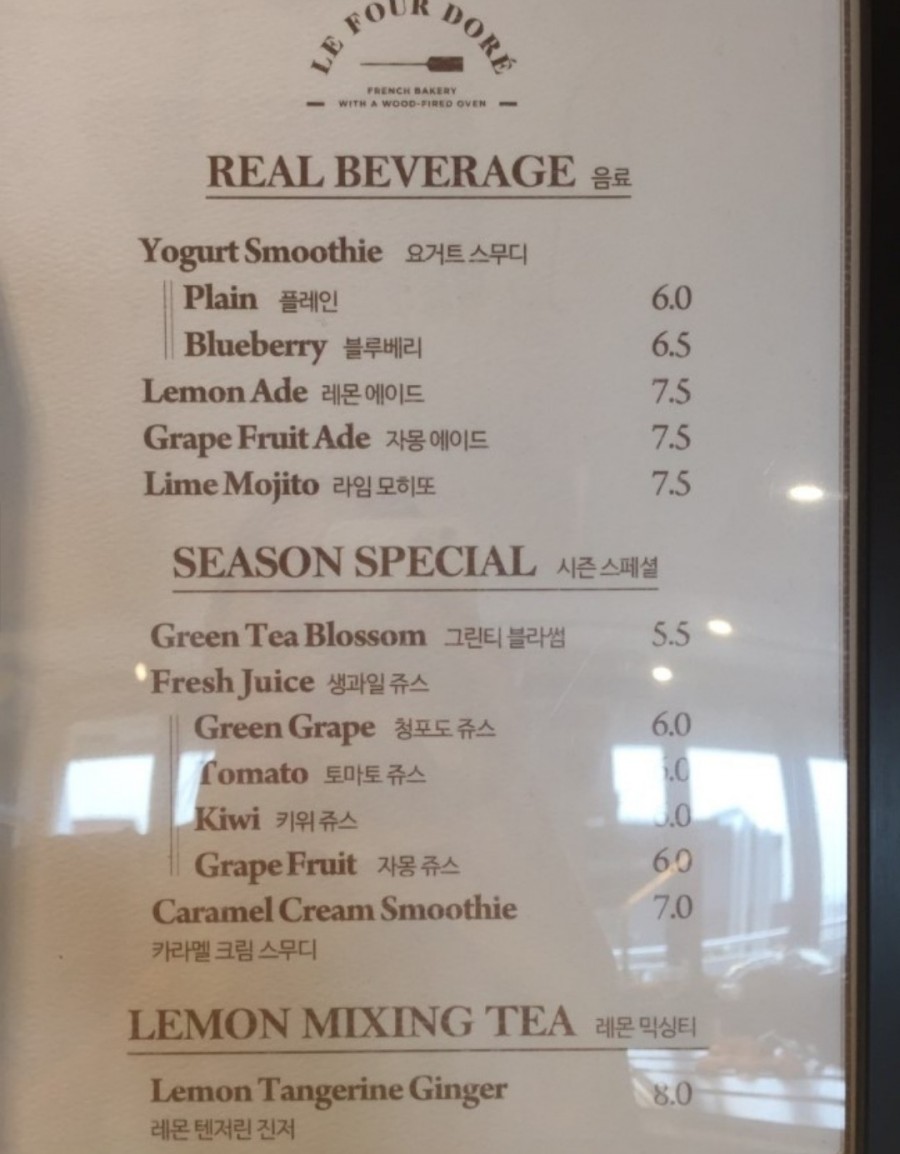 LE FOUR DORÉ
FRENCH BAKERY
WITH A WOOD-FIRED OVEN
REAL BEVERAGE 음료
Yogurt Smoothie 요거트 스무디
Plain 플레인 6.0
Blueberry 블루베리 6.5
Lemon Ade 레몬 에이드 7.5
Grape Fruit Ade 자몽 에이드 7.5
Lime Mojito 라임 모히또 7.5
SEASON SPECIAL 시즌 스페셜
Green Tea Blossom 그린티 블라썸 5.5
Fresh Juice 생과일 쥬스
Green Grape 청포도 쥬스 6.0
Tomato 토마토 쥬스
Kiwi 키위 쥬스
Grape Fruit 자몽 쥬스 6.0
Caramel Cream Smoothie 7.0
카라멜 크림 스무디
LEMON MIXING TEA 레몬 믹싱티
Lemon Tangerine Ginger 8.0
레몬 텐저린 진저